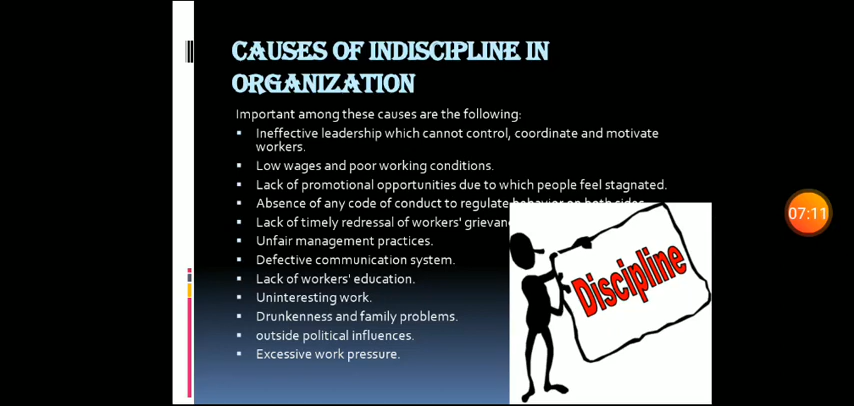 CAUSES OF INDISCIPLINE IN
ORGANIZATION
Important among these causes are the following:
Ineffective leadership which cannot control, coordinate and motivate
workers.
Low wages and poor working conditions.
Lack of promotional opportunities due to which people feel stagnated.
Absence of any code of conduct to regulate behavior on both sides.
Lack of timely redressal of workers'
Unfair management practices.
Defective communication system.
Lack of workers' education.
Uninteresting work.
Drunkenness and family problems.
outside political influences.
Excessive work pressure.
Discipline
07:11